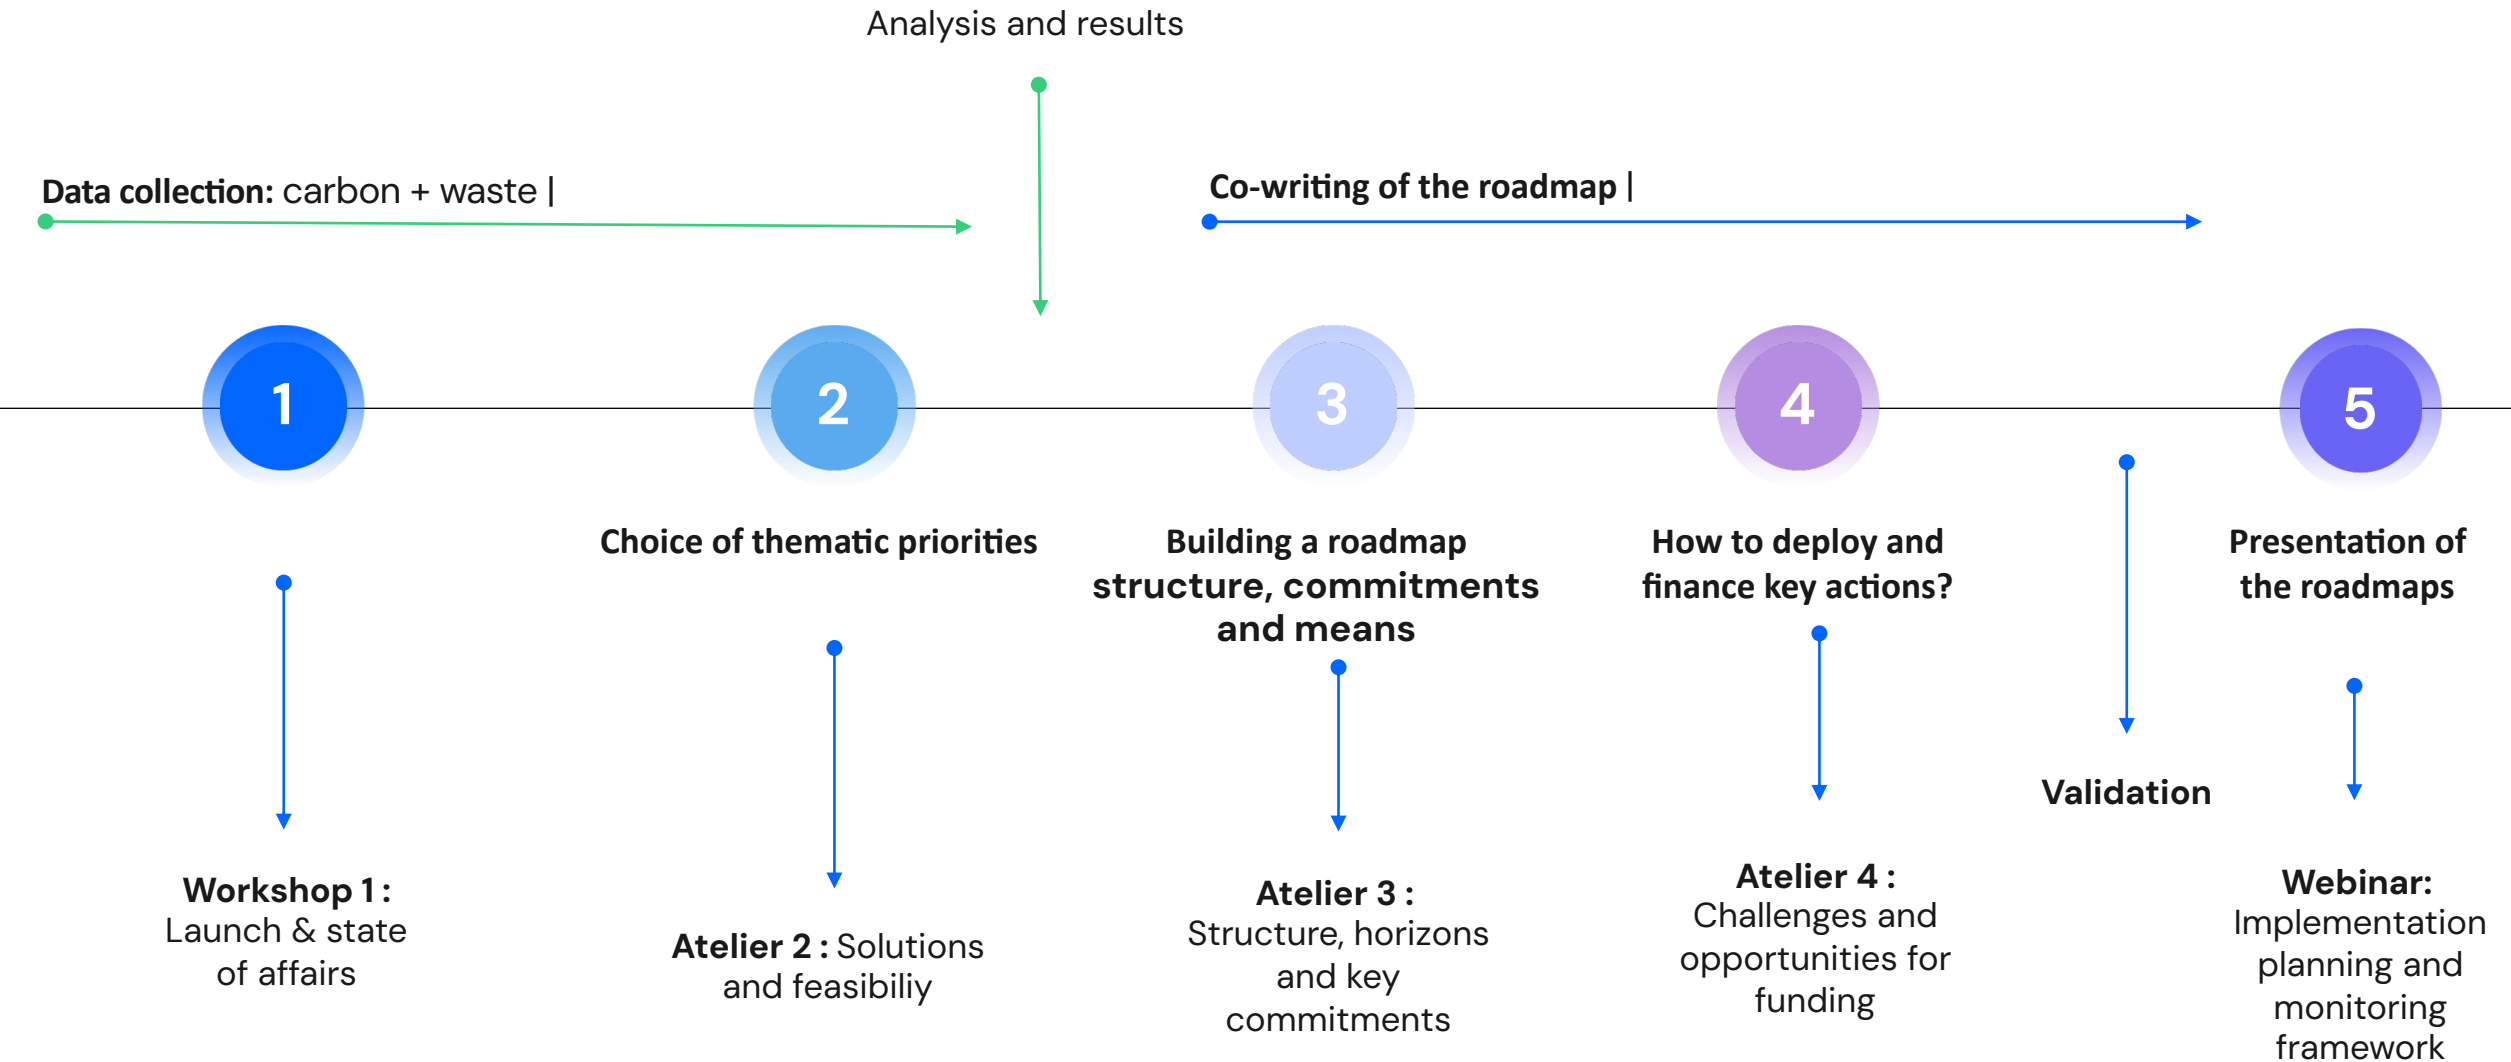 Analysis and results
Data collection: carbon + waste |
Co-writing of the roadmap |
1
2
3
4
5
Choice of thematic priorities
Building a roadmap
structure, commitments
and means
How to deploy and
finance key actions?
Presentation of
the roadmaps
Validation
Workshop 1 :
Launch & state
of affairs
Atelier 2 : Solutions
and feasibiliy
Atelier 3 :
Structure, horizons
and key
commitments
Atelier 4 :
Challenges and
opportunities for
funding
Webinar:
Implementation
planning and
monitoring
framework